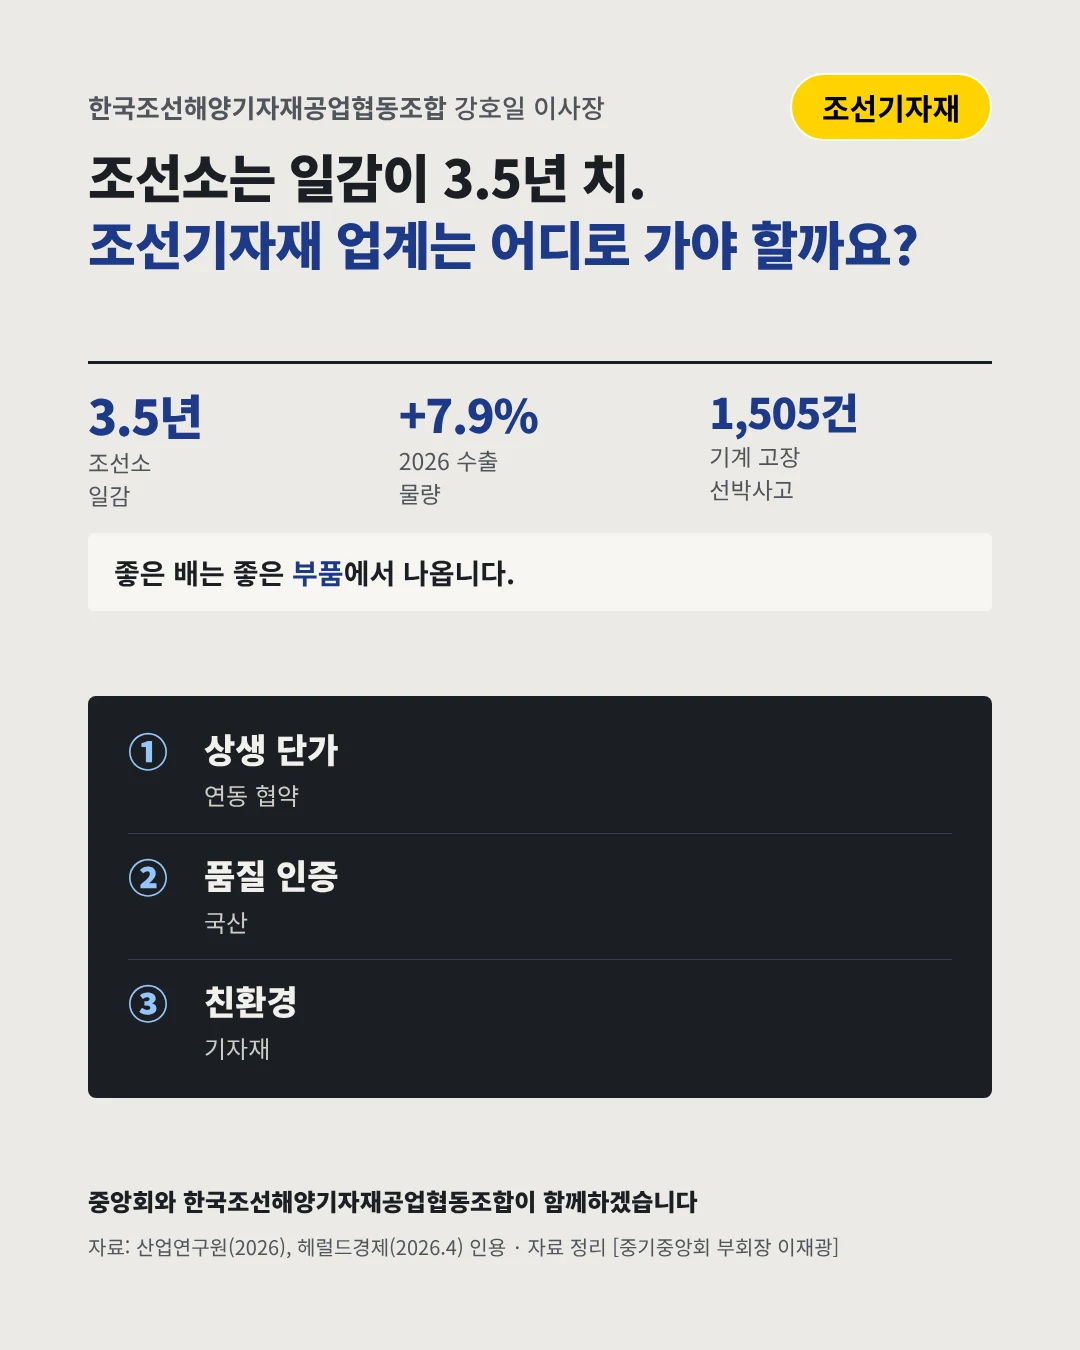 한국조선해양기자재공업협동조합 강호일 이사장
조선기자재
조선소는 일감이 3.5년 치.
조선기자재 업계는 어디로 가야 할까요?
3.5년
조선소
일감
+7.9%
2026 수출
물량
1,505건
기계 고장
선박사고
좋은 배는 좋은 부품에서 나옵니다.
① 상생 단가
연동 협약
② 품질 인증
국산
③ 친환경
기자재
중앙회와 한국조선해양기자재공업협동조합이 함께하겠습니다
자료: 산업연구원(2026), 헤럴드경제(2026.4) 인용 · 자료 정리 [중기중앙회 부회장 이재광]